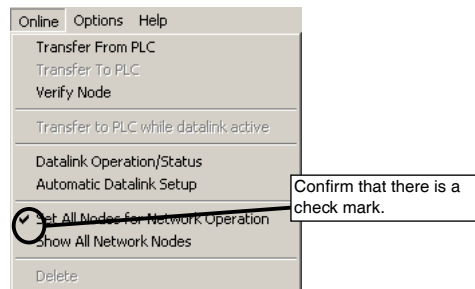 Online Options Help
Transfer From PLC
Transfer To PLC
Verify Node
Transfer to PLC while datalink active
Datalink Operation/Status
Automatic Datalink Setup
Confirm that there is a
check mark.
Set All Nodes for Network Operation
Show All Network Nodes
Delete